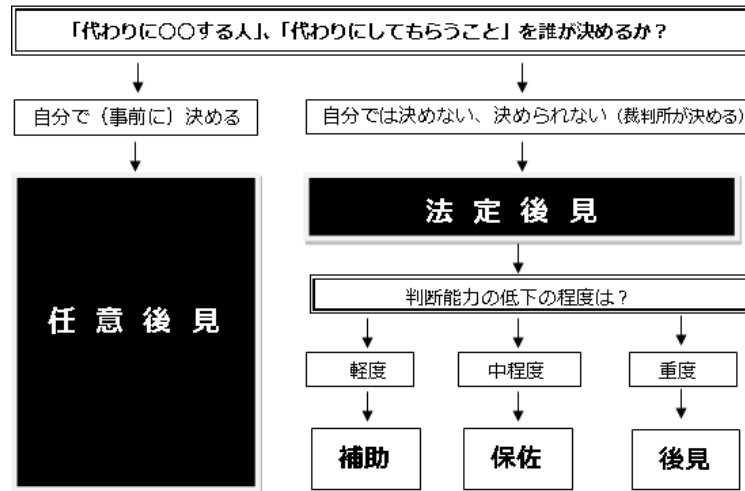 「代わりに〇〇する人」、「代わりにしてもらうこと」を誰が決めるか？
自分で（事前に）決める
自分では決めない、決められない（裁判所が決める）
法定後見
任意後見
判断能力の低下の程度は？
軽度
中程度
重度
補助
保佐
後見